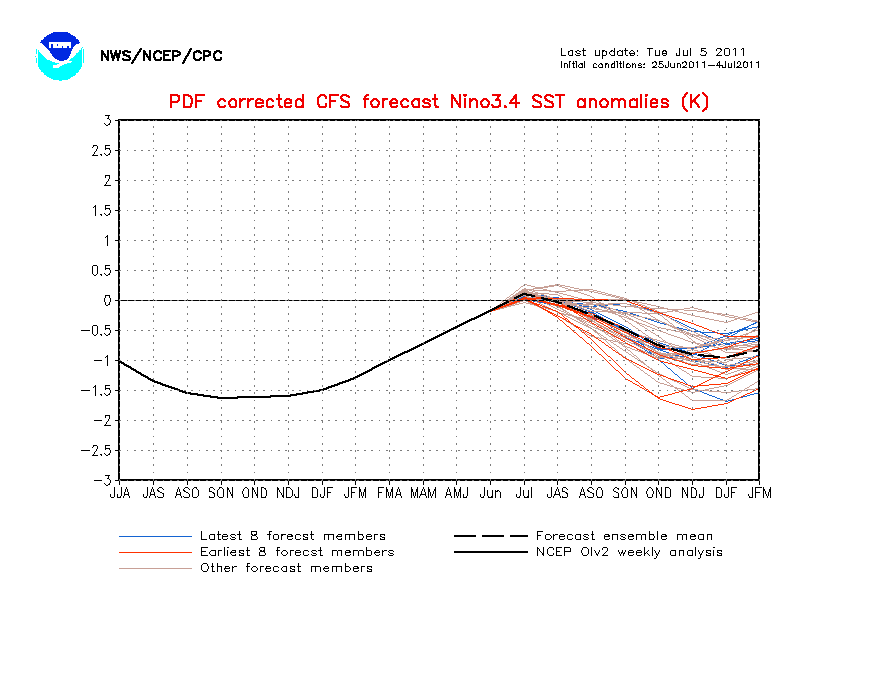 NOAA
NWS/NCEP/CPC
Last update: Tue Jul 5 2011
Initial conditions: 25Jun2011-4Jul2011
PDF corrected CFS forecast Nino3.4 SST anomalies (K)
3
2.5
2
1.5
1
0.5
0
-0.5
-1
-1.5
-2
-2.5
-3
JJA JAS ASO SON OND NDJ DJF JFM FMA MAM AMJ Jun Jul JAS ASO SON OND NDJ DJF JFM
Latest 8 forecst members
Earliest 8 forecst members
Other forecast members
Forecast ensemble mean
NCEP OIv2 weekly analysis